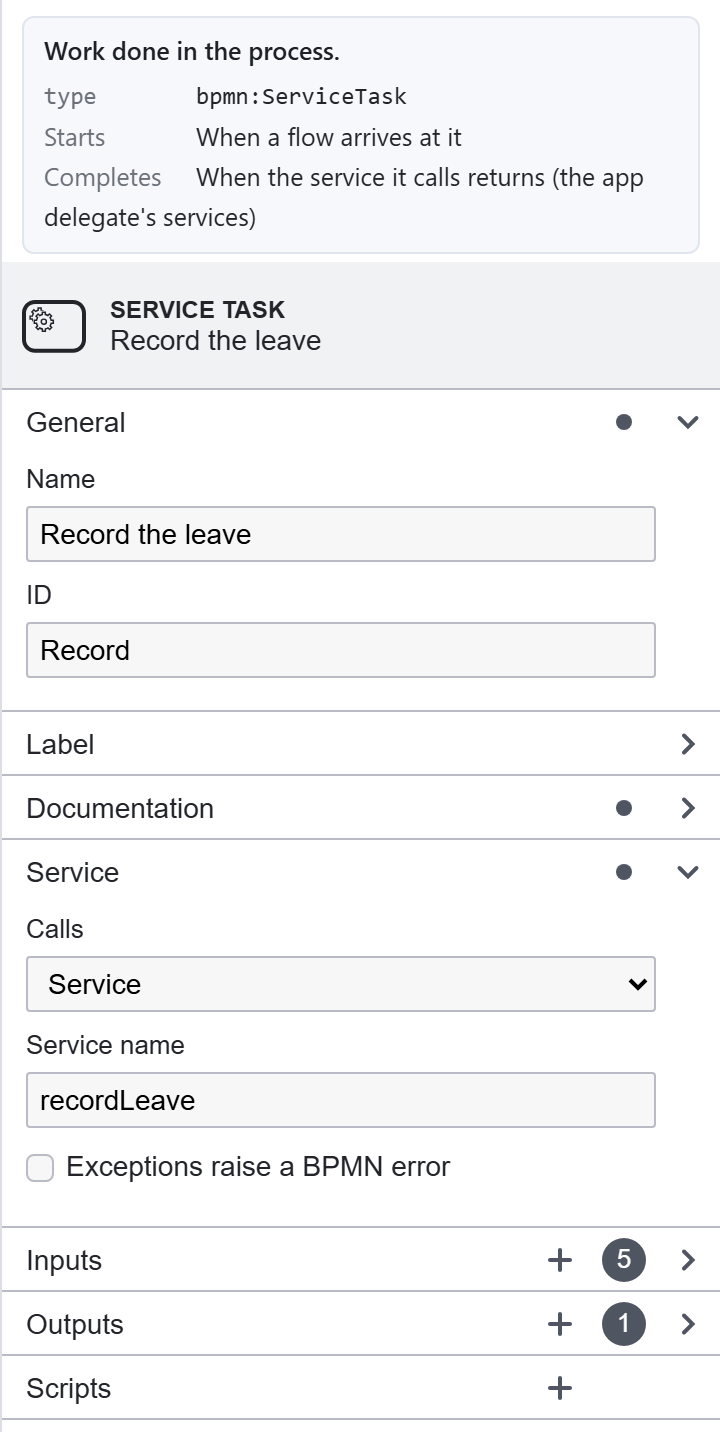 Work done in the process.
type bpmn:ServiceTask
Starts When a flow arrives at it
Completes When the service it calls returns (the app
delegate's services)
SERVICE TASK
Record the leave
General
Name
Record the leave
ID
Record
Label
Documentation
Service
Calls
Service
Service name
recordLeave
Exceptions raise a BPMN error
Inputs 5
Outputs 1
Scripts